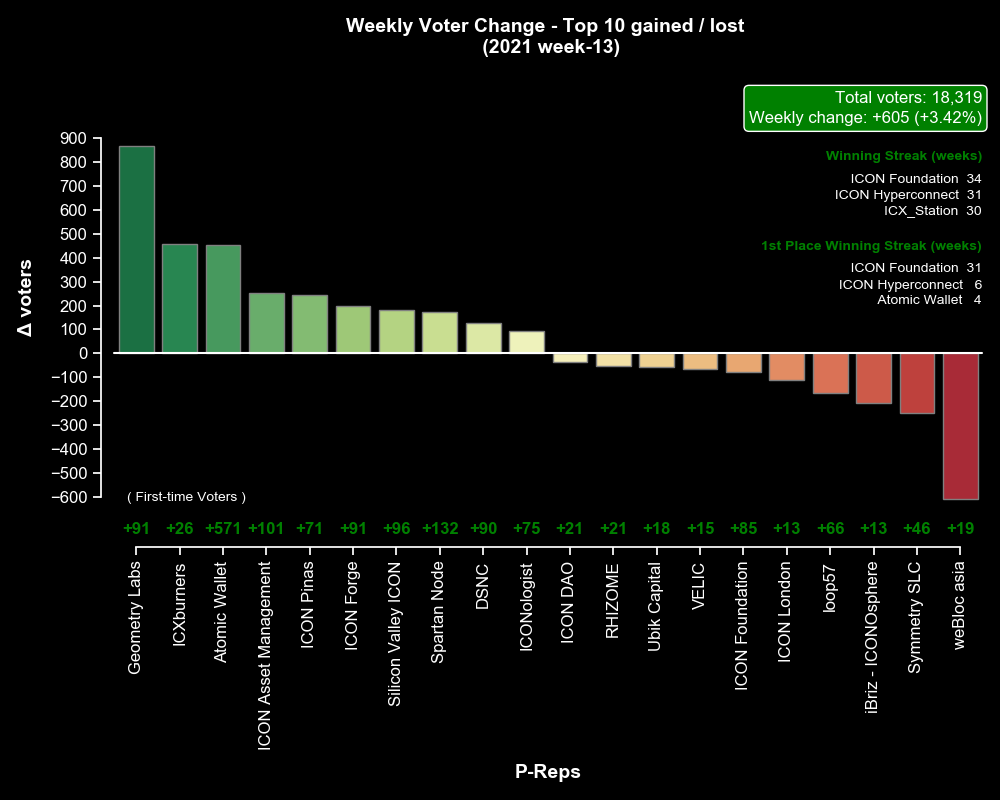 Weekly Voter Change - Top 10 gained / lost
(2021 week-13)
Total voters: 18,319
Weekly change: +605 (+3.42%)
Winning Streak (weeks)
ICON Foundation 34
ICON Hyperconnect 31
ICX_Station 30
1st Place Winning Streak (weeks)
ICON Foundation 31
ICON Hyperconnect 6
Atomic Wallet 4
Δ voters
900
800
700
600
500
400
300
200
100
0
−100
−200
−300
−400
−500
−600
( First-time Voters )
+91 +26 +571 +101 +71 +91 +96 +132 +90 +75 +21 +21 +18 +15 +85 +13 +66 +13 +46 +19
Geometry Labs
ICXburners
Atomic Wallet
ICON Asset Management
ICON Pinas
ICON Forge
Silicon Valley ICON
Spartan Node
DSNC
ICONologist
ICON DAO
RHIZOME
Ubik Capital
VELIC
ICON Foundation
ICON London
loop57
iBriz - ICONOsphere
Symmetry SLC
weBloc asia
P-Reps